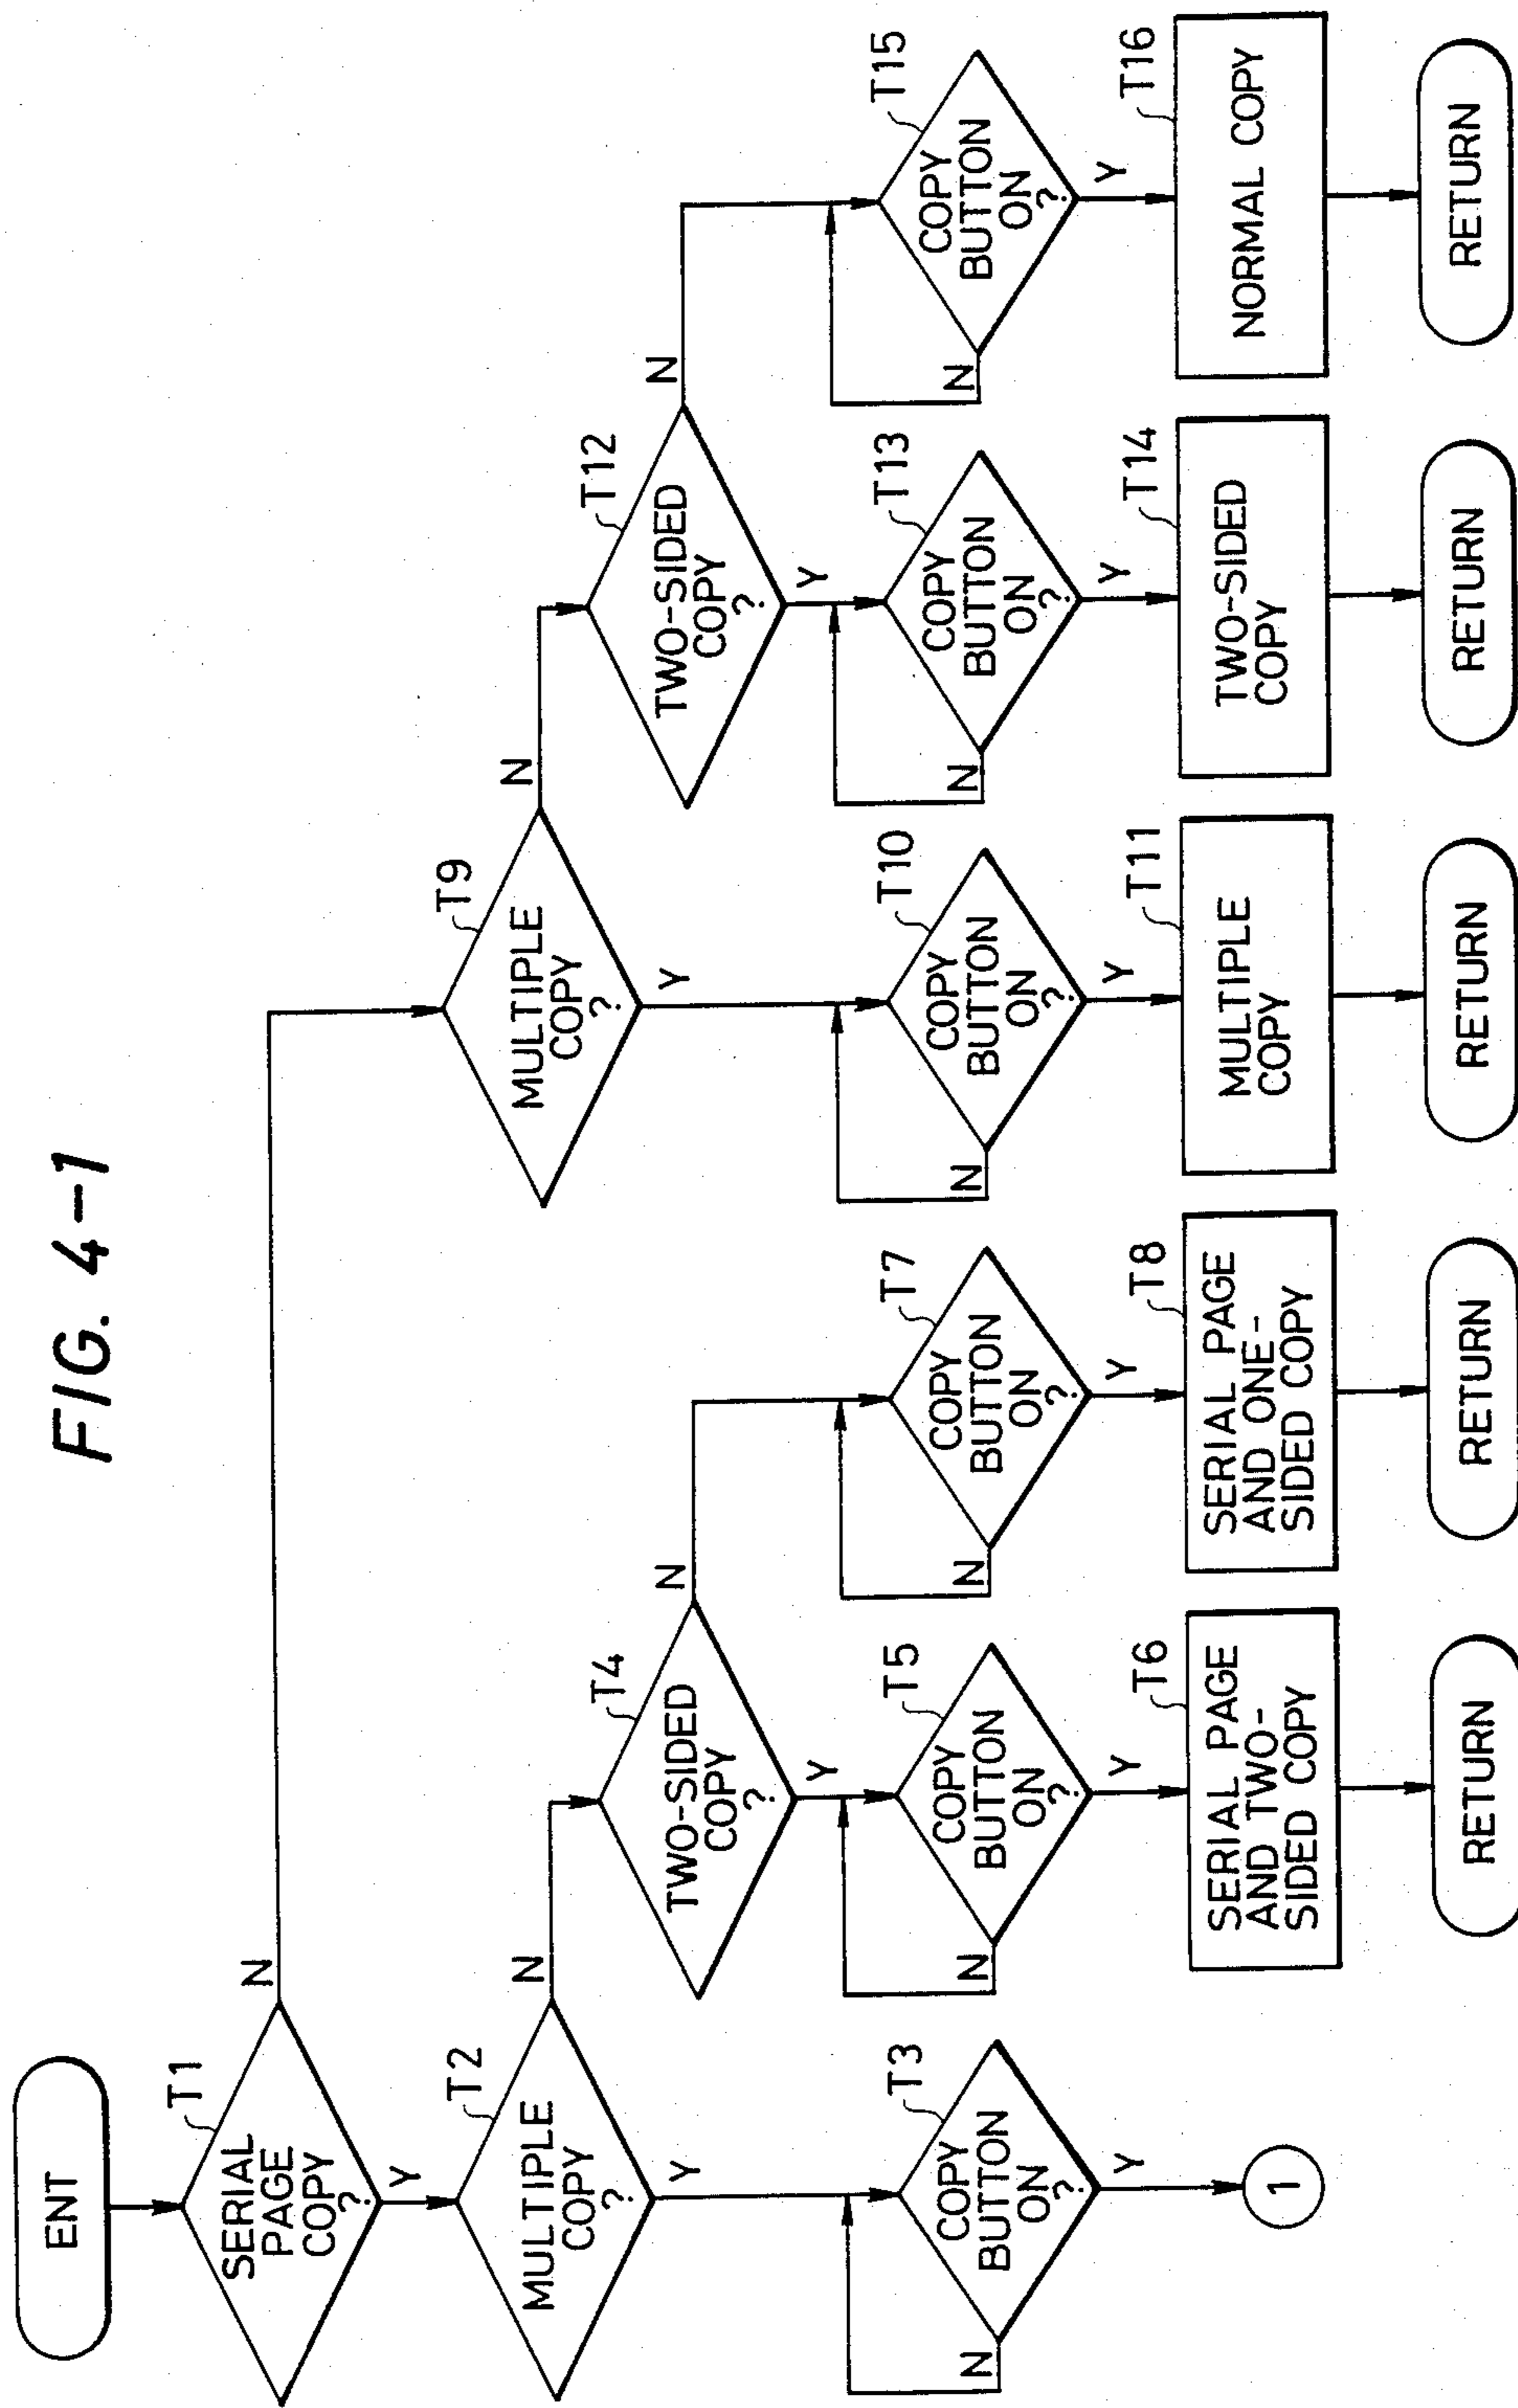 FIG. 4-1
ENT
T1
SERIAL
PAGE
COPY
?
N
Y
T2
MULTIPLE
COPY
?
N
Y
T3
COPY
BUTTON
ON
?
N
Y
1
T4
TWO-SIDED
COPY
?
N
Y
T5
COPY
BUTTON
ON
?
N
Y
T6
SERIAL PAGE
AND TWO-
SIDED COPY
RETURN
T7
COPY
BUTTON
ON
?
N
Y
T8
SERIAL PAGE
AND ONE-
SIDED COPY
RETURN
T9
MULTIPLE
COPY
?
N
Y
T10
COPY
BUTTON
ON
?
N
Y
T11
MULTIPLE
COPY
RETURN
T12
TWO-SIDED
COPY
?
N
Y
T13
COPY
BUTTON
ON
?
N
Y
T14
TWO-SIDED
COPY
RETURN
T15
COPY
BUTTON
ON
?
N
Y
T16
NORMAL COPY
RETURN